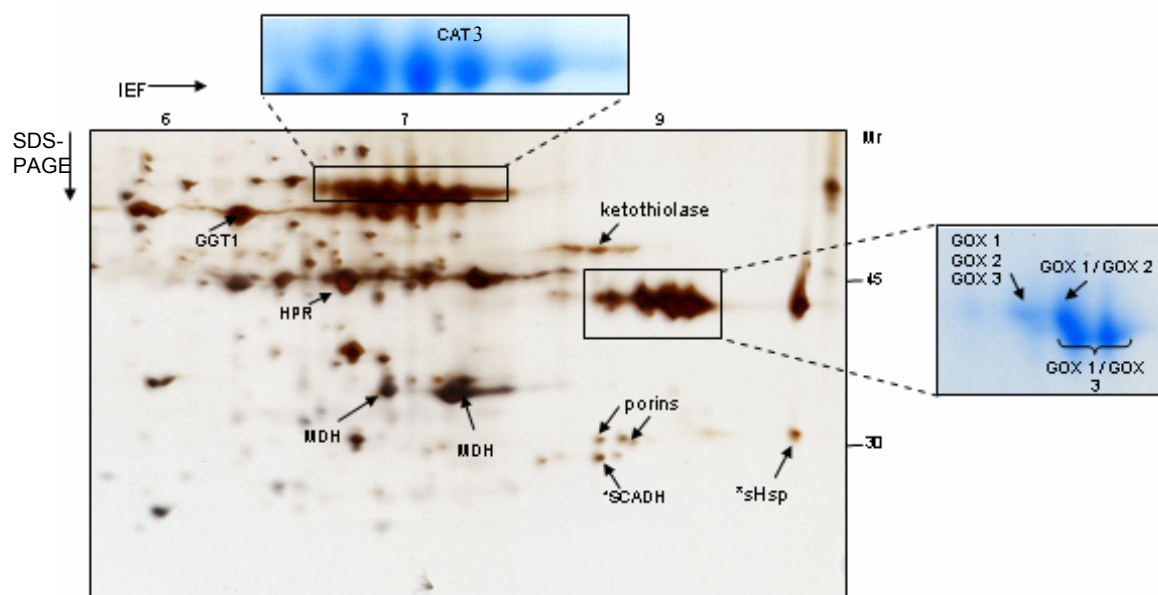 CAT3
IEF
6 7 9
SDS-
PAGE
Mr
GGT1
ketothiolase
GOX 1
GOX 2
GOX 3
GOX 1/GOX 2
45
HPR
GOX 1/GOX
3
MDH
MDH
porins
30
*SCADH
*sHsp